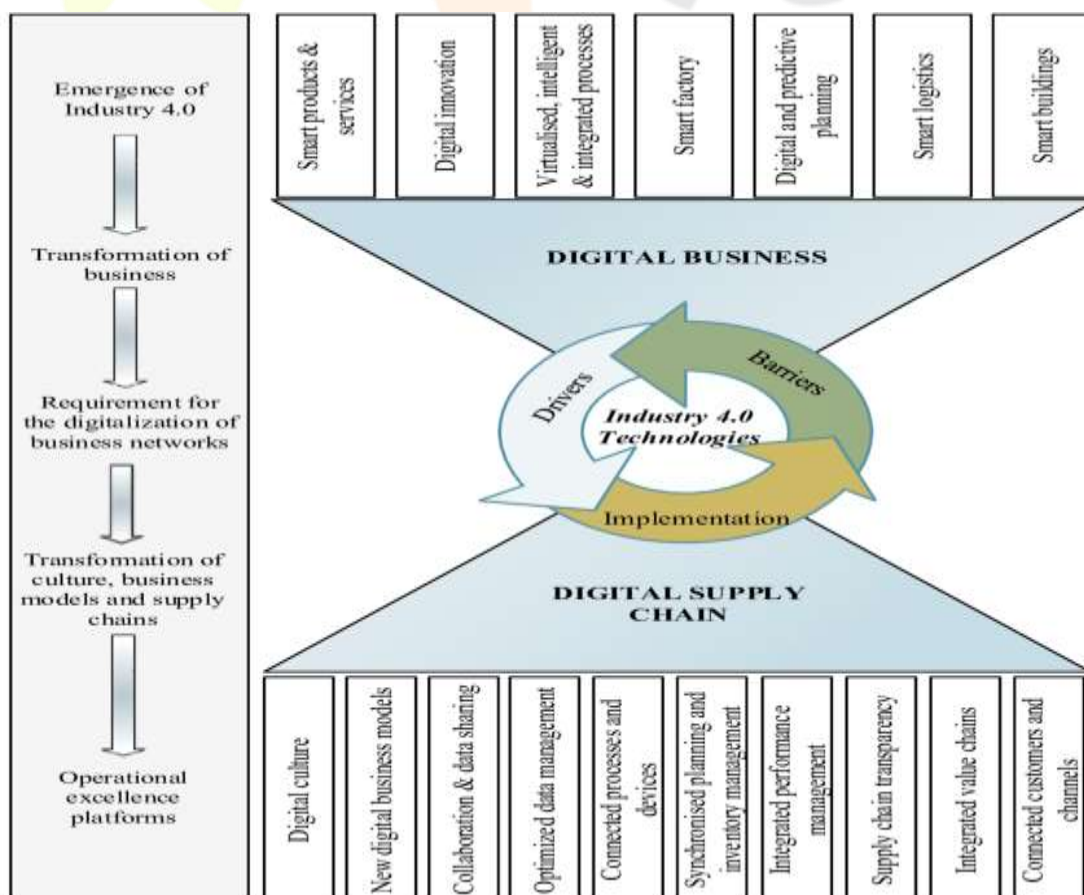 Emergence of
Industry 4.0
Transformation of
business
Requirement for
the digitalization of
business networks
Transformation of
culture, business
models and supply
chains
Operational
excellence
platforms
Smart products &
services
Digital innovation
Virtualised, intelligent
& integrated processes
Smart factory
Digital and predictive
planning
Smart logistics
Smart buildings
DIGITAL BUSINESS
Drivers
Barriers
Industry 4.0
Technologies
Implementation
DIGITAL SUPPLY
CHAIN
Digital culture
New digital business models
Collaboration & data sharing
Optimized data management
Connected processes and
devices
Synchronised planning and
inventory management
Integrated performance
management
Supply chain transparency
Integrated value chains
Connected customers and
channels